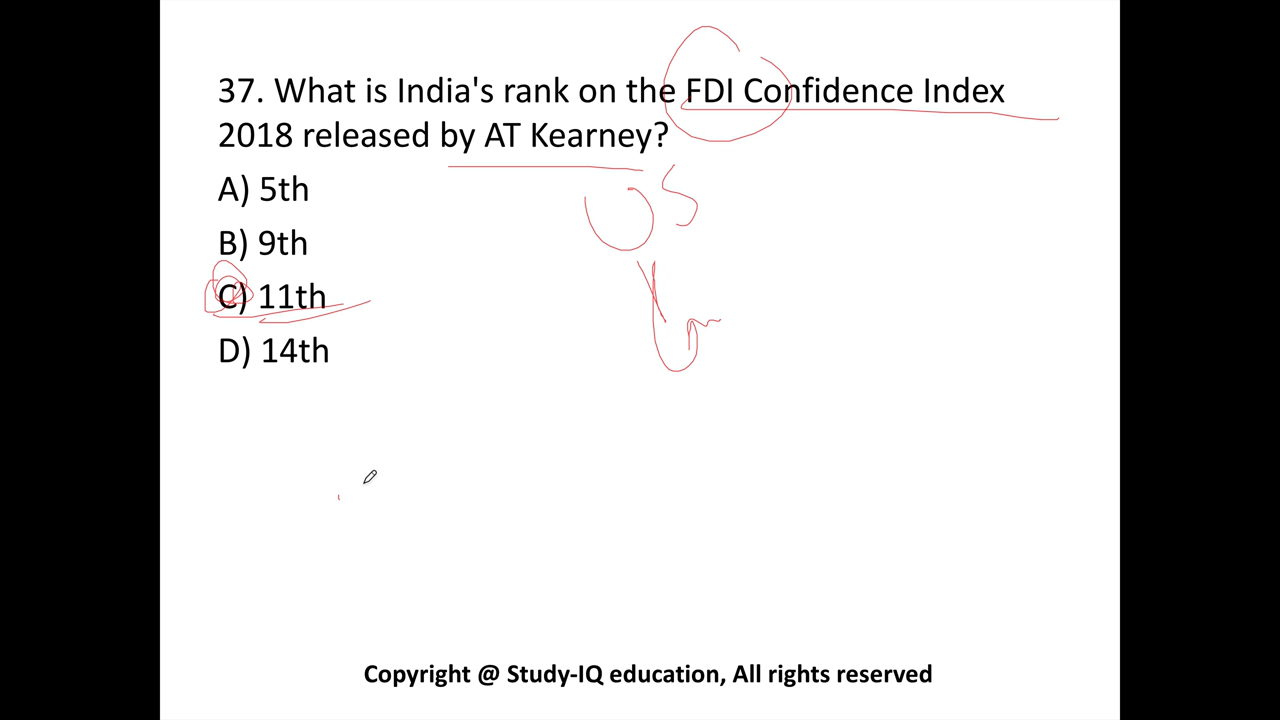 37. What is India's rank on the FDI Confidence Index
2018 released by AT Kearney?
A) 5th
B) 9th
C) 11th
D) 14th
Copyright @ Study-IQ education, All rights reserved